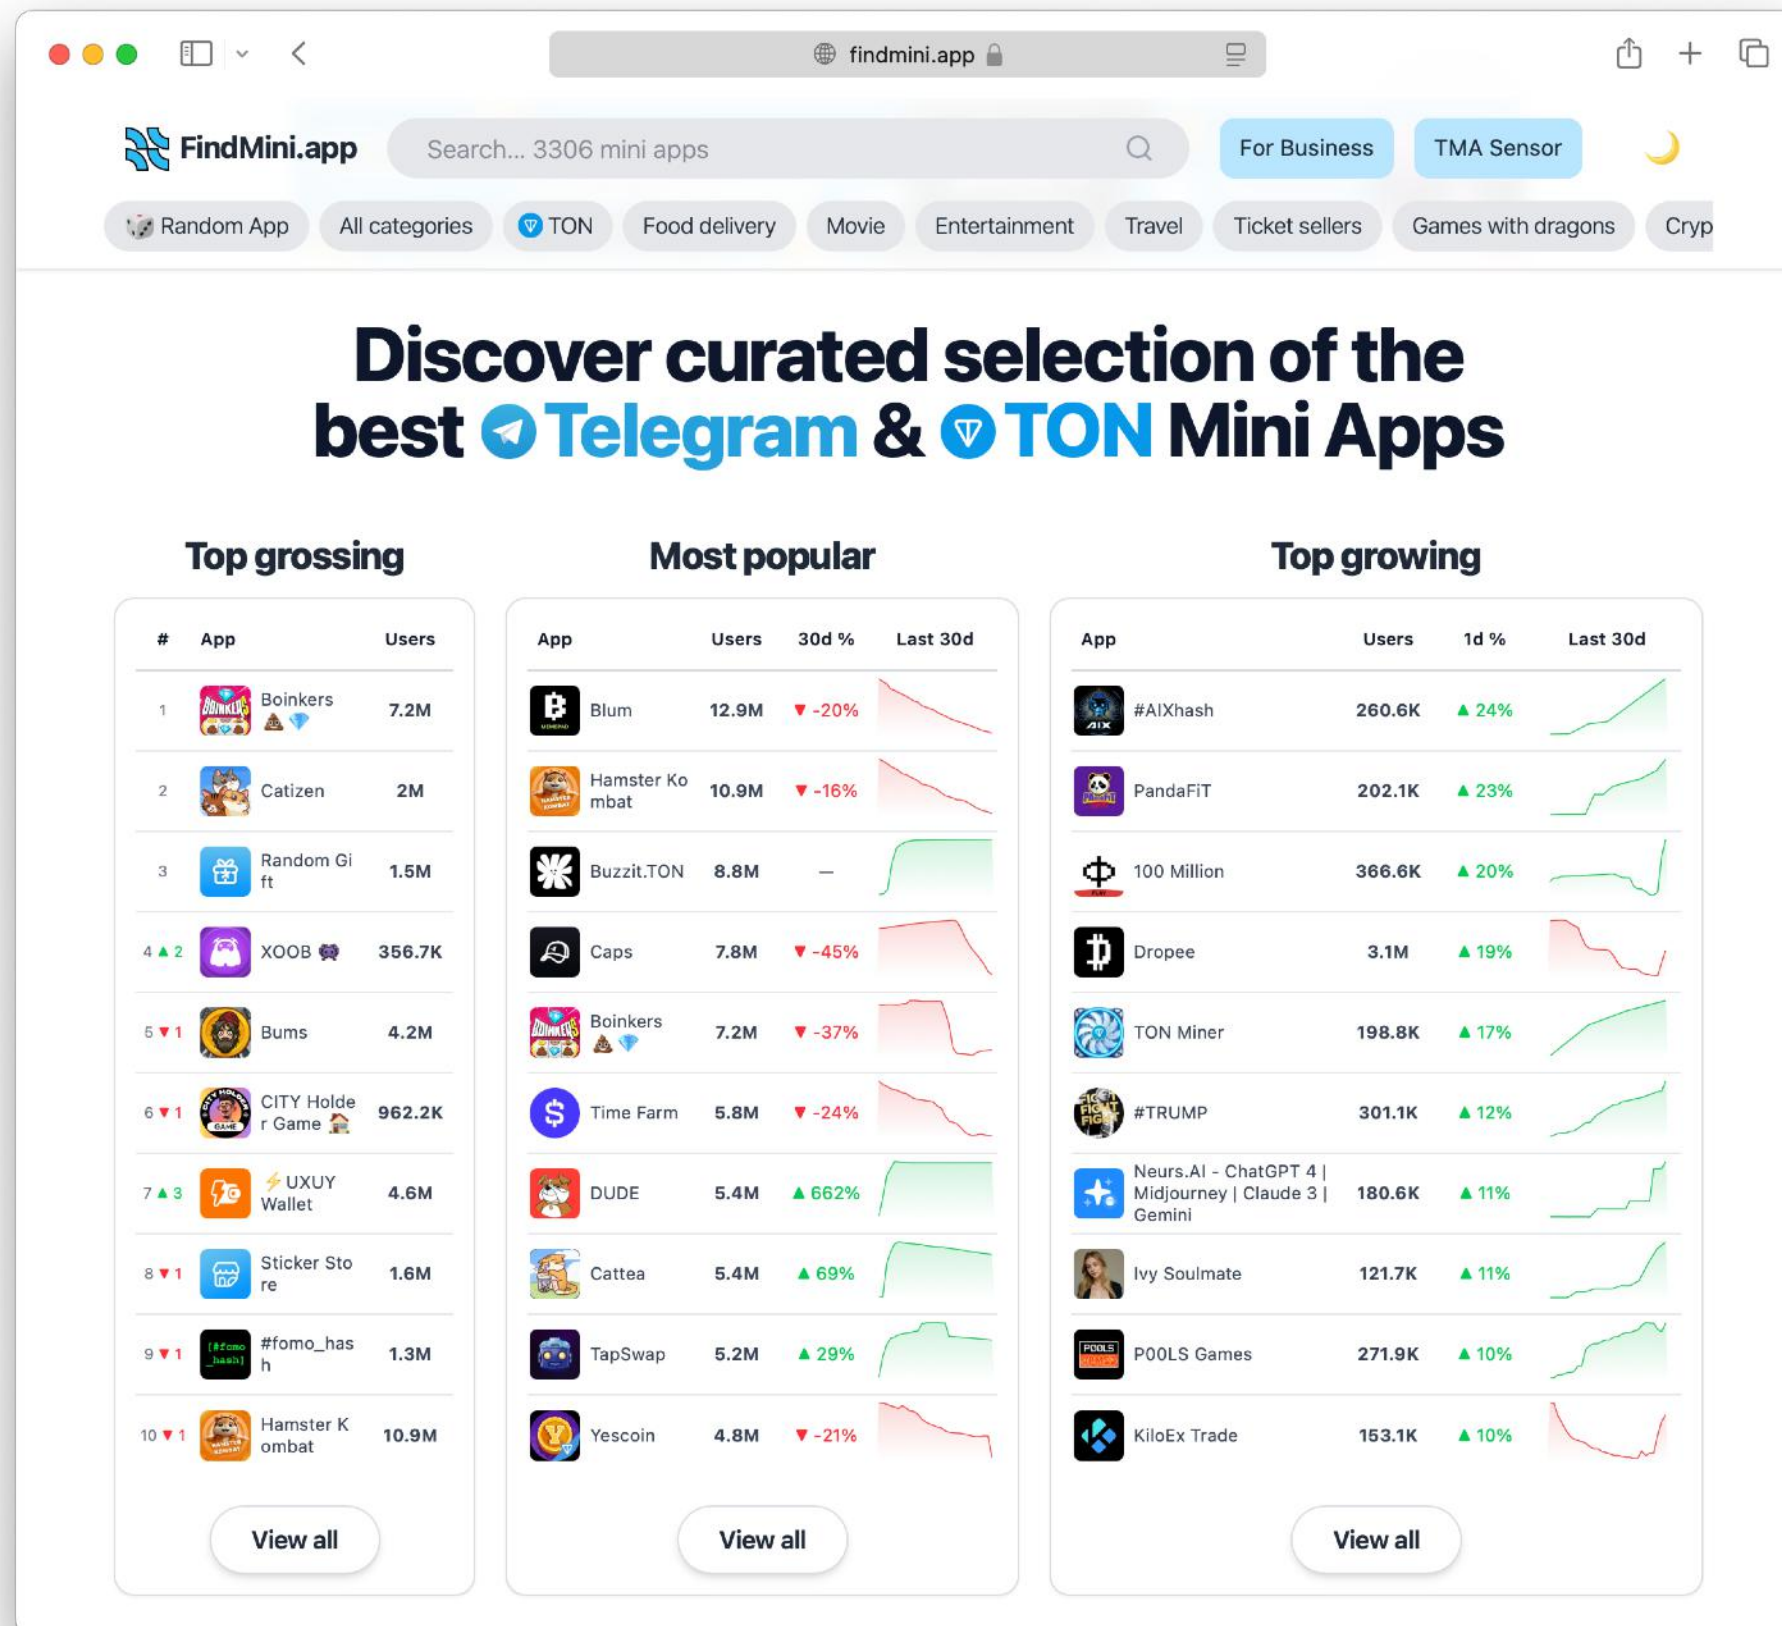 findmini.app
FindMini.app
Search... 3306 mini apps
For Business
TMA Sensor
Random App
All categories
TON
Food delivery
Movie
Entertainment
Travel
Ticket sellers
Games with dragons
Cryp
Discover curated selection of the
best Telegram & TON Mini Apps
Top grossing
# App Users
1 Boinkers 💩💎 7.2M
2 Catizen 2M
3 Random Gi
ft 1.5M
4 ▲ 2 XOOB 👾 356.7K
5 ▼ 1 Bums 4.2M
6 ▼ 1 CITY Holde
r Game 🏠 962.2K
7 ▲ 3 ⚡UXUY
Wallet 4.6M
8 ▼ 1 Sticker Sto
re 1.6M
9 ▼ 1 #fomo_has
h 1.3M
10 ▼ 1 Hamster K
ombat 10.9M
View all
Most popular
App Users 30d % Last 30d
Blum 12.9M ▼ -20%
Hamster Ko
mbat 10.9M ▼ -16%
Buzzit.TON 8.8M —
Caps 7.8M ▼ -45%
Boinkers 💩💎 7.2M ▼ -37%
Time Farm 5.8M ▼ -24%
DUDE 5.4M ▲ 662%
Cattea 5.4M ▲ 69%
TapSwap 5.2M ▲ 29%
Yescoin 4.8M ▼ -21%
View all
Top growing
App Users 1d % Last 30d
#AIXhash 260.6K ▲ 24%
PandaFiT 202.1K ▲ 23%
100 Million 366.6K ▲ 20%
Dropee 3.1M ▲ 19%
TON Miner 198.8K ▲ 17%
#TRUMP 301.1K ▲ 12%
Neurs.AI - ChatGPT 4 |
Midjourney | Claude 3 |
Gemini 180.6K ▲ 11%
Ivy Soulmate 121.7K ▲ 11%
P00LS Games 271.9K ▲ 10%
KiloEx Trade 153.1K ▲ 10%
View all